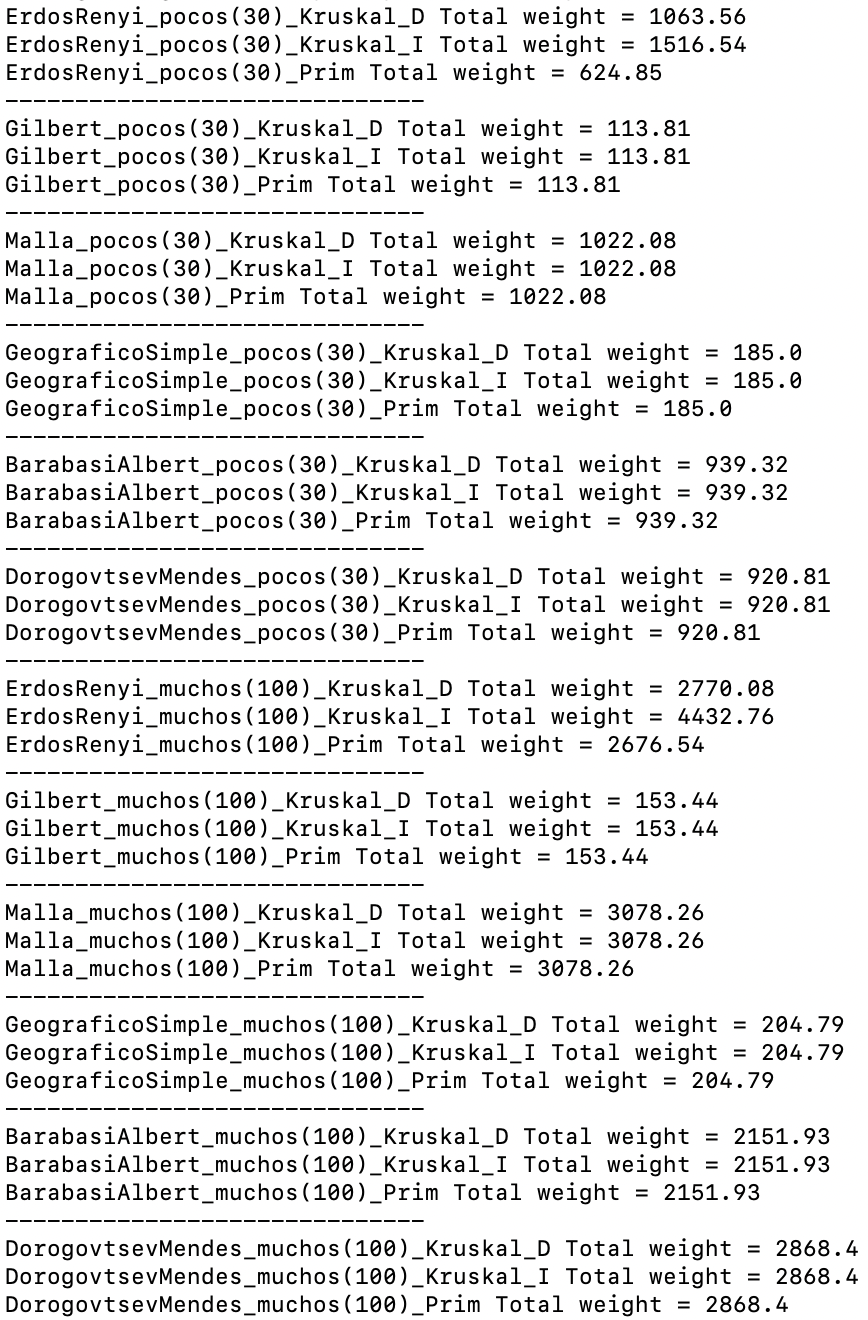 ErdosRenyi_pocos(30)_Kruskal_D Total weight = 1063.56
ErdosRenyi_pocos(30)_Kruskal_I Total weight = 1516.54
ErdosRenyi_pocos(30)_Prim Total weight = 624.85
------------------------------
Gilbert_pocos(30)_Kruskal_D Total weight = 113.81
Gilbert_pocos(30)_Kruskal_I Total weight = 113.81
Gilbert_pocos(30)_Prim Total weight = 113.81
------------------------------
Malla_pocos(30)_Kruskal_D Total weight = 1022.08
Malla_pocos(30)_Kruskal_I Total weight = 1022.08
Malla_pocos(30)_Prim Total weight = 1022.08
------------------------------
GeograficoSimple_pocos(30)_Kruskal_D Total weight = 185.0
GeograficoSimple_pocos(30)_Kruskal_I Total weight = 185.0
GeograficoSimple_pocos(30)_Prim Total weight = 185.0
------------------------------
BarabasiAlbert_pocos(30)_Kruskal_D Total weight = 939.32
BarabasiAlbert_pocos(30)_Kruskal_I Total weight = 939.32
BarabasiAlbert_pocos(30)_Prim Total weight = 939.32
------------------------------
DorogovtsevMendes_pocos(30)_Kruskal_D Total weight = 920.81
DorogovtsevMendes_pocos(30)_Kruskal_I Total weight = 920.81
DorogovtsevMendes_pocos(30)_Prim Total weight = 920.81
------------------------------
ErdosRenyi_muchos(100)_Kruskal_D Total weight = 2770.08
ErdosRenyi_muchos(100)_Kruskal_I Total weight = 4432.76
ErdosRenyi_muchos(100)_Prim Total weight = 2676.54
------------------------------
Gilbert_muchos(100)_Kruskal_D Total weight = 153.44
Gilbert_muchos(100)_Kruskal_I Total weight = 153.44
Gilbert_muchos(100)_Prim Total weight = 153.44
------------------------------
Malla_muchos(100)_Kruskal_D Total weight = 3078.26
Malla_muchos(100)_Kruskal_I Total weight = 3078.26
Malla_muchos(100)_Prim Total weight = 3078.26
------------------------------
GeograficoSimple_muchos(100)_Kruskal_D Total weight = 204.79
GeograficoSimple_muchos(100)_Kruskal_I Total weight = 204.79
GeograficoSimple_muchos(100)_Prim Total weight = 204.79
------------------------------
BarabasiAlbert_muchos(100)_Kruskal_D Total weight = 2151.93
BarabasiAlbert_muchos(100)_Kruskal_I Total weight = 2151.93
BarabasiAlbert_muchos(100)_Prim Total weight = 2151.93
------------------------------
DorogovtsevMendes_muchos(100)_Kruskal_D Total weight = 2868.4
DorogovtsevMendes_muchos(100)_Kruskal_I Total weight = 2868.4
DorogovtsevMendes_muchos(100)_Prim Total weight = 2868.4